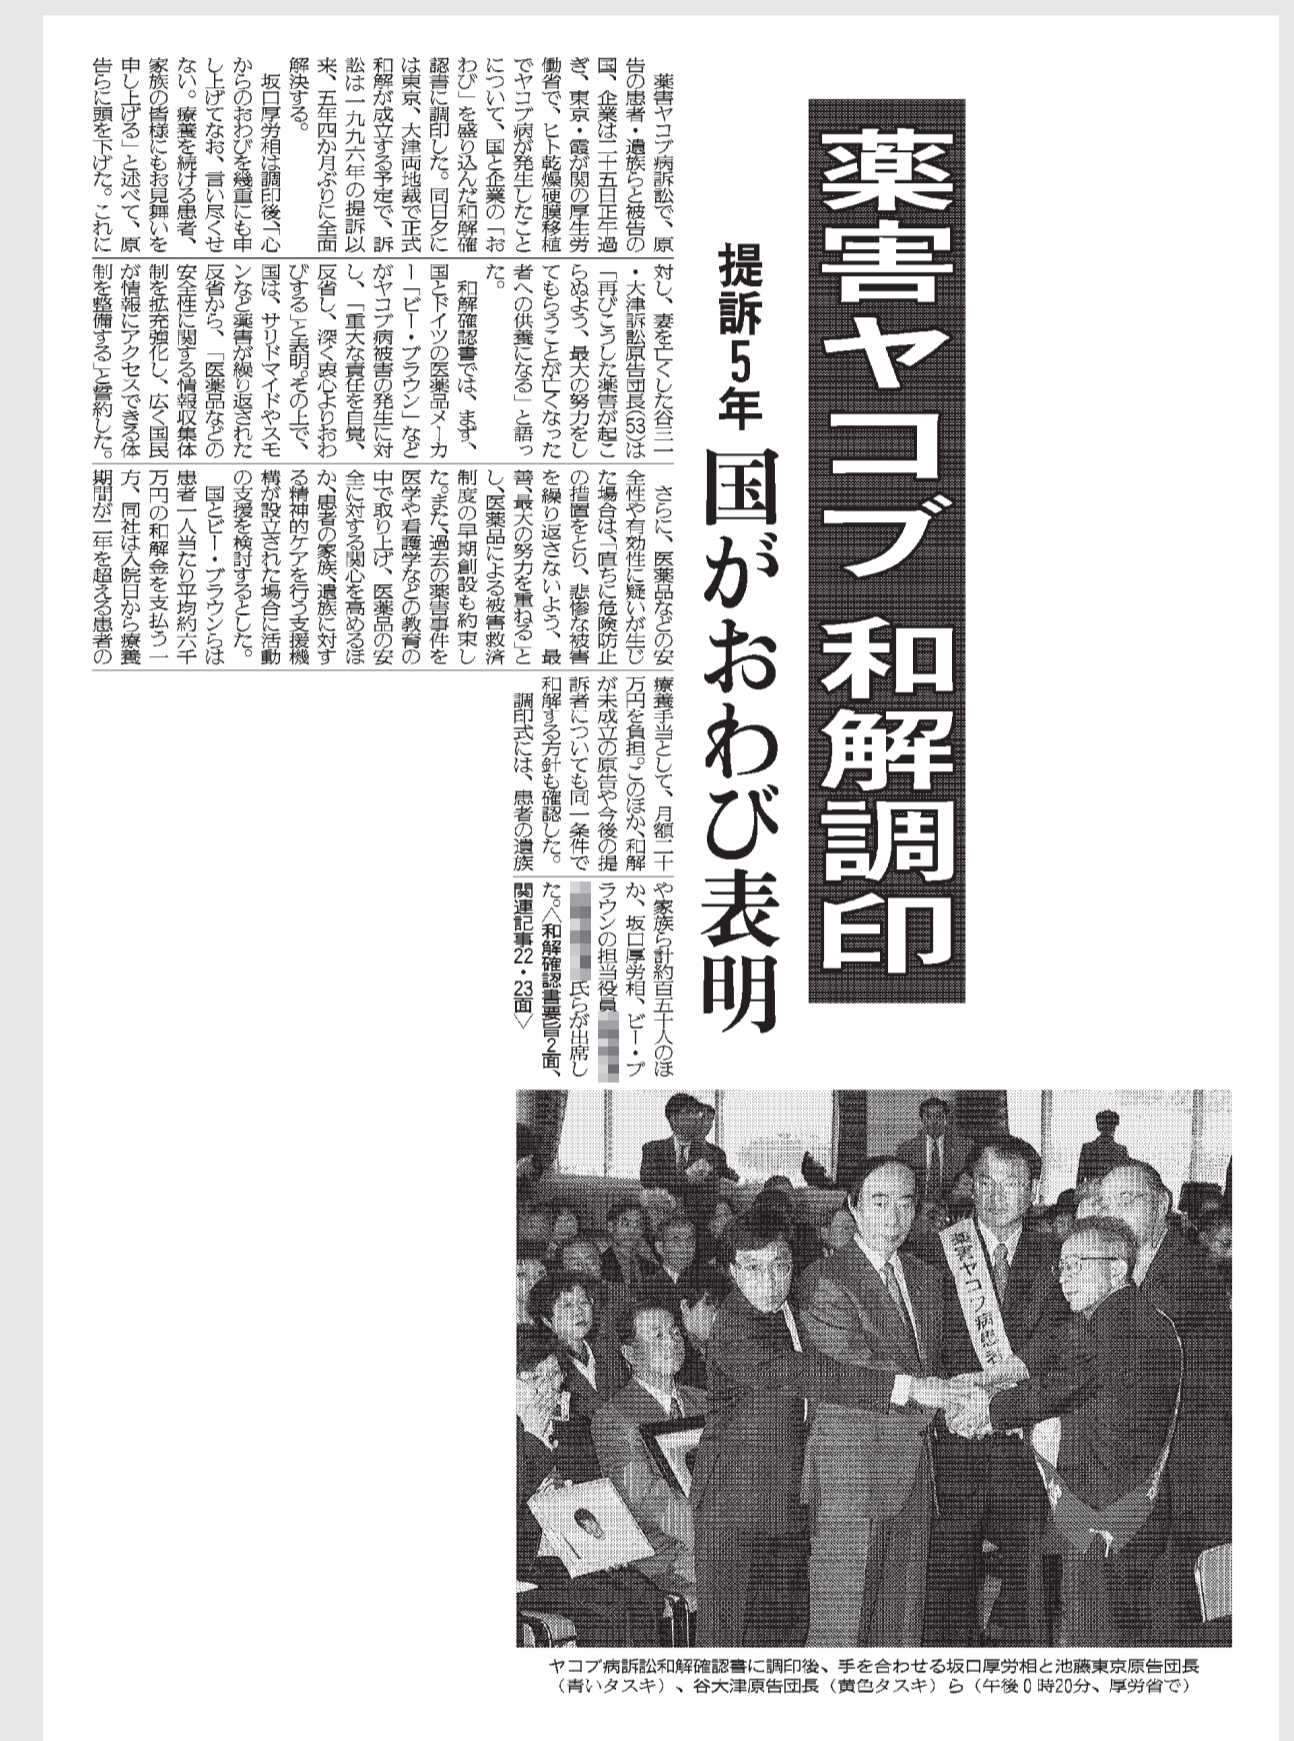 薬害ヤコブ 和解調印
提訴5年
国がおわび表明
薬害ヤコブ病訴訟で、原
告の患者・遺族らと被告の
国、企業は二十五日正午過
ぎ、東京・霞が関の厚生労
働省で、ヒト乾燥硬膜移植
でヤコブ病が発生したこと
について、国と企業の「お
わび」を盛り込んだ和解確
認書に調印した。同日夕に
は東京、大津両地裁で正式
和解が成立する予定で、訴
訟は一九九六年の提訴以
来、五年四か月ぶりに全面
解決する。
坂口厚労相は調印後、「心
からのおわびを幾重にも申
し上げてなお、言い尽くせ
ない。療養を続ける患者、
家族の皆様にもお見舞いを
申し上げる」と述べて、原
告らに頭を下げた。これに
対し、妻を亡くした谷三一
・大津訴訟原告団長(53)は
「再びこうした薬害が起こ
らぬよう、最大の努力をし
てもらうことが亡くなった
者への供養になる」と語っ
た。
和解確認書では、まず、
国とドイツの医薬品メーカ
ー「ビー・ブラウン」など
がヤコブ病被害の発生に対
し、「重大な責任を自覚、
反省し、深く衷心よりおわ
びする」と表明。その上で、
国は、サリドマイドやスモ
ンなど薬害が繰り返された
反省から、「医薬品などの
安全性に関する情報収集体
制を拡充強化し、広く国民
が情報にアクセスできる体
制を整備する」と誓約した。
さらに、医薬品などの安
全性や有効性に疑いが生じ
た場合は、「直ちに危険防止
の措置をとり、悲惨な被害
を繰り返さないよう、最
善、最大の努力を重ねる」と
し、医薬品による被害救済
制度の早期創設も約束し
た。また、過去の薬害事件を
医学や看護学などの教育の
中で取り上げ、医薬品の安
全に対する関心を高めるほ
か、患者の家族、遺族に対す
る精神的ケアを行う支援機
構が設立された場合に活動
の支援を検討するとした。
国とビー・ブラウンらは
患者一人当たり平均約六千
万円の和解金を支払う一
方、同社は入院日から療養
期間が二年を超える患者の
療養手当として、月額二十
万円を負担。このほか、和解
が未成立の原告や今後の提
訴者についても同一条件で
和解する方針も確認した。
調印式には、患者の遺族
や家族ら計約百五十人のほ
か、坂口厚労相、ビー・ブ
ラウンの担当役員
氏らが出席し
た。〈和解確認書要旨2面、
関連記事22・23面〉
薬害ヤコブ病患者
ヤコブ病訴訟和解確認書に調印後、手を合わせる坂口厚労相と池藤東京原告団長
（青いタスキ）、谷大津原告団長（黄色タスキ）ら（午後0時20分、厚労省で）